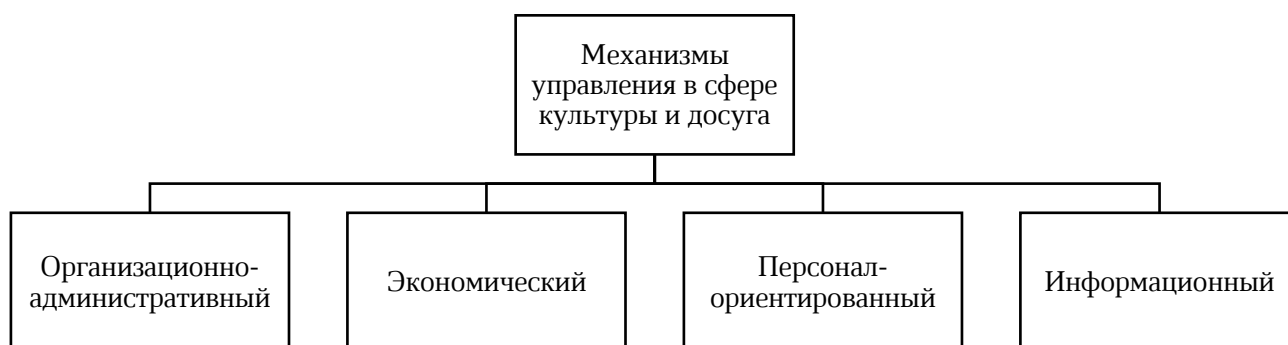 Механизмы
управления в сфере
культуры и досуга
Организационно-
административный
Экономический
Персонал-
ориентированный
Информационный